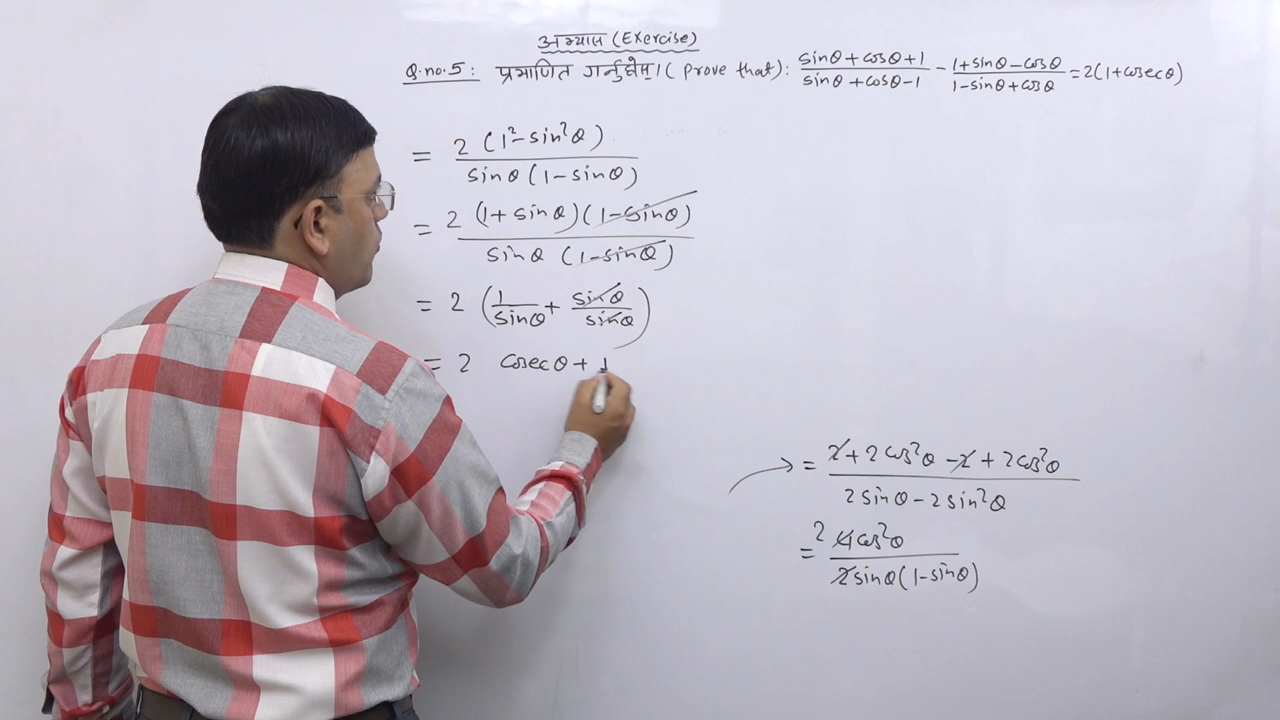 अभ्यास (Exercise)
Q.no.5: प्रमाणित गर्नुहोस्। (prove that): (sinθ + cosθ + 1)/(sinθ + cosθ - 1) - (1 + sinθ - cosθ)/(1 - sinθ + cosθ) = 2(1 + cosecθ)
= 2(1² - sin²θ)/(sinθ(1 - sinθ))
= 2(1 + sinθ)(1 - sinθ)/(sinθ(1 - sinθ))
= 2(1/sinθ + sinθ/sinθ)
= 2 cosecθ + 1
= (2 + 2cos²θ - 2 + 2cos²θ)/(2sinθ - 2sin²θ)
= 2 4cos²θ/(2sinθ(1 - sinθ))